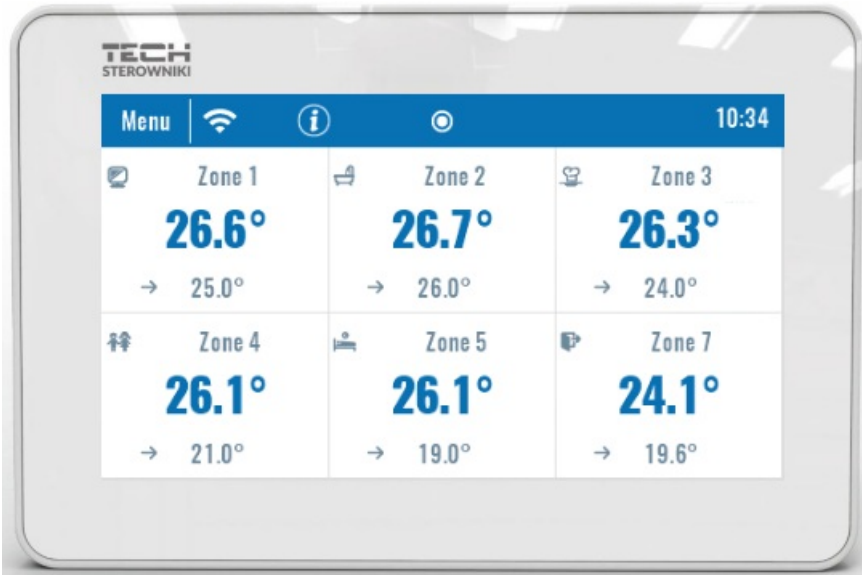 TECH
STEROWNIKI
Menu 10:34
Zone 1 Zone 2 Zone 3
26.6° 26.7° 26.3°
→ 25.0° → 26.0° → 24.0°
Zone 4 Zone 5 Zone 7
26.1° 26.1° 24.1°
→ 21.0° → 19.0° → 19.6°